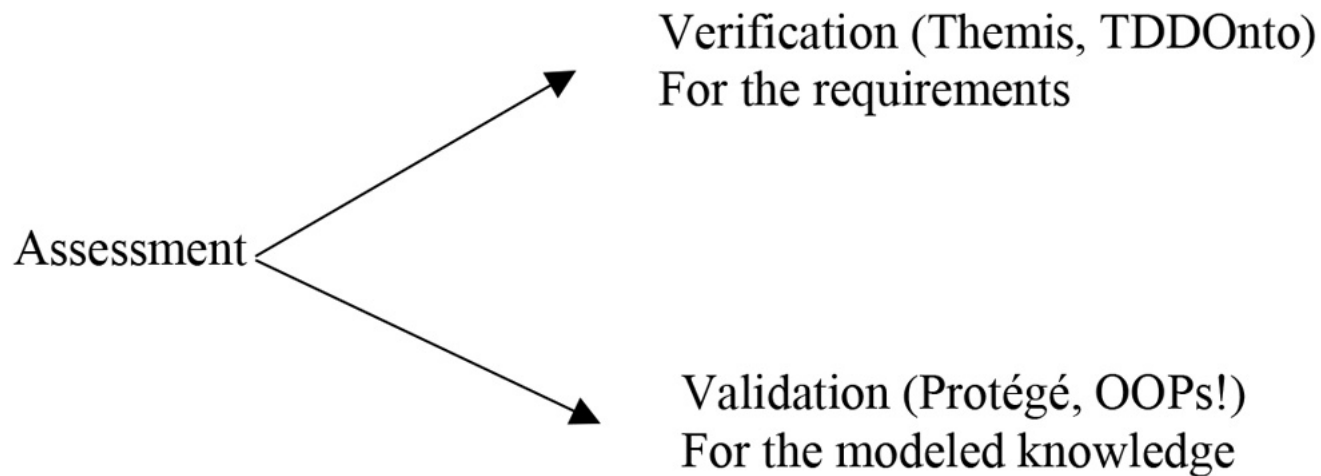 Verification (Themis, TDDOnto)
For the requirements
Assessment
Validation (Protégé, OOPs!)
For the modeled knowledge